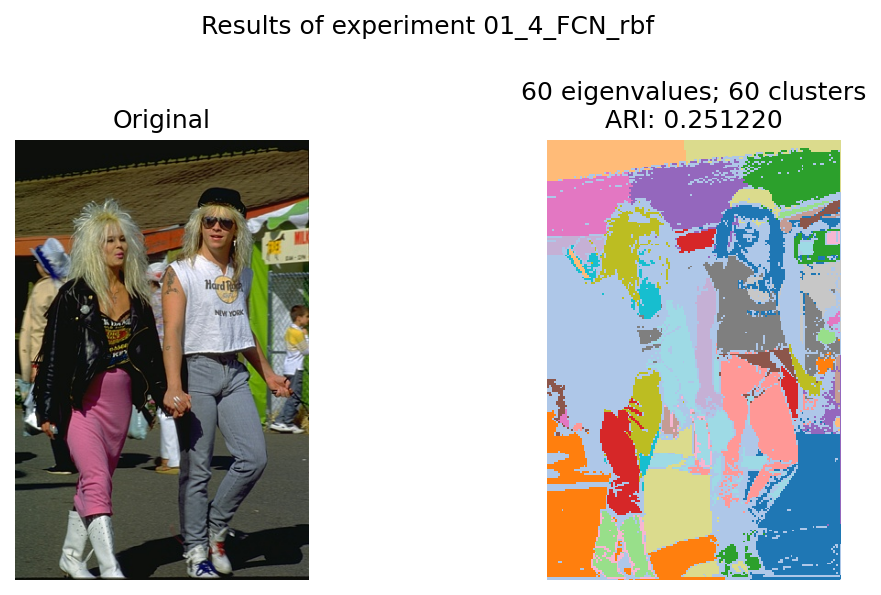 Results of experiment 01_4_FCN_rbf
Original
60 eigenvalues; 60 clusters
ARI: 0.251220
Hard Rock
NEW YORK